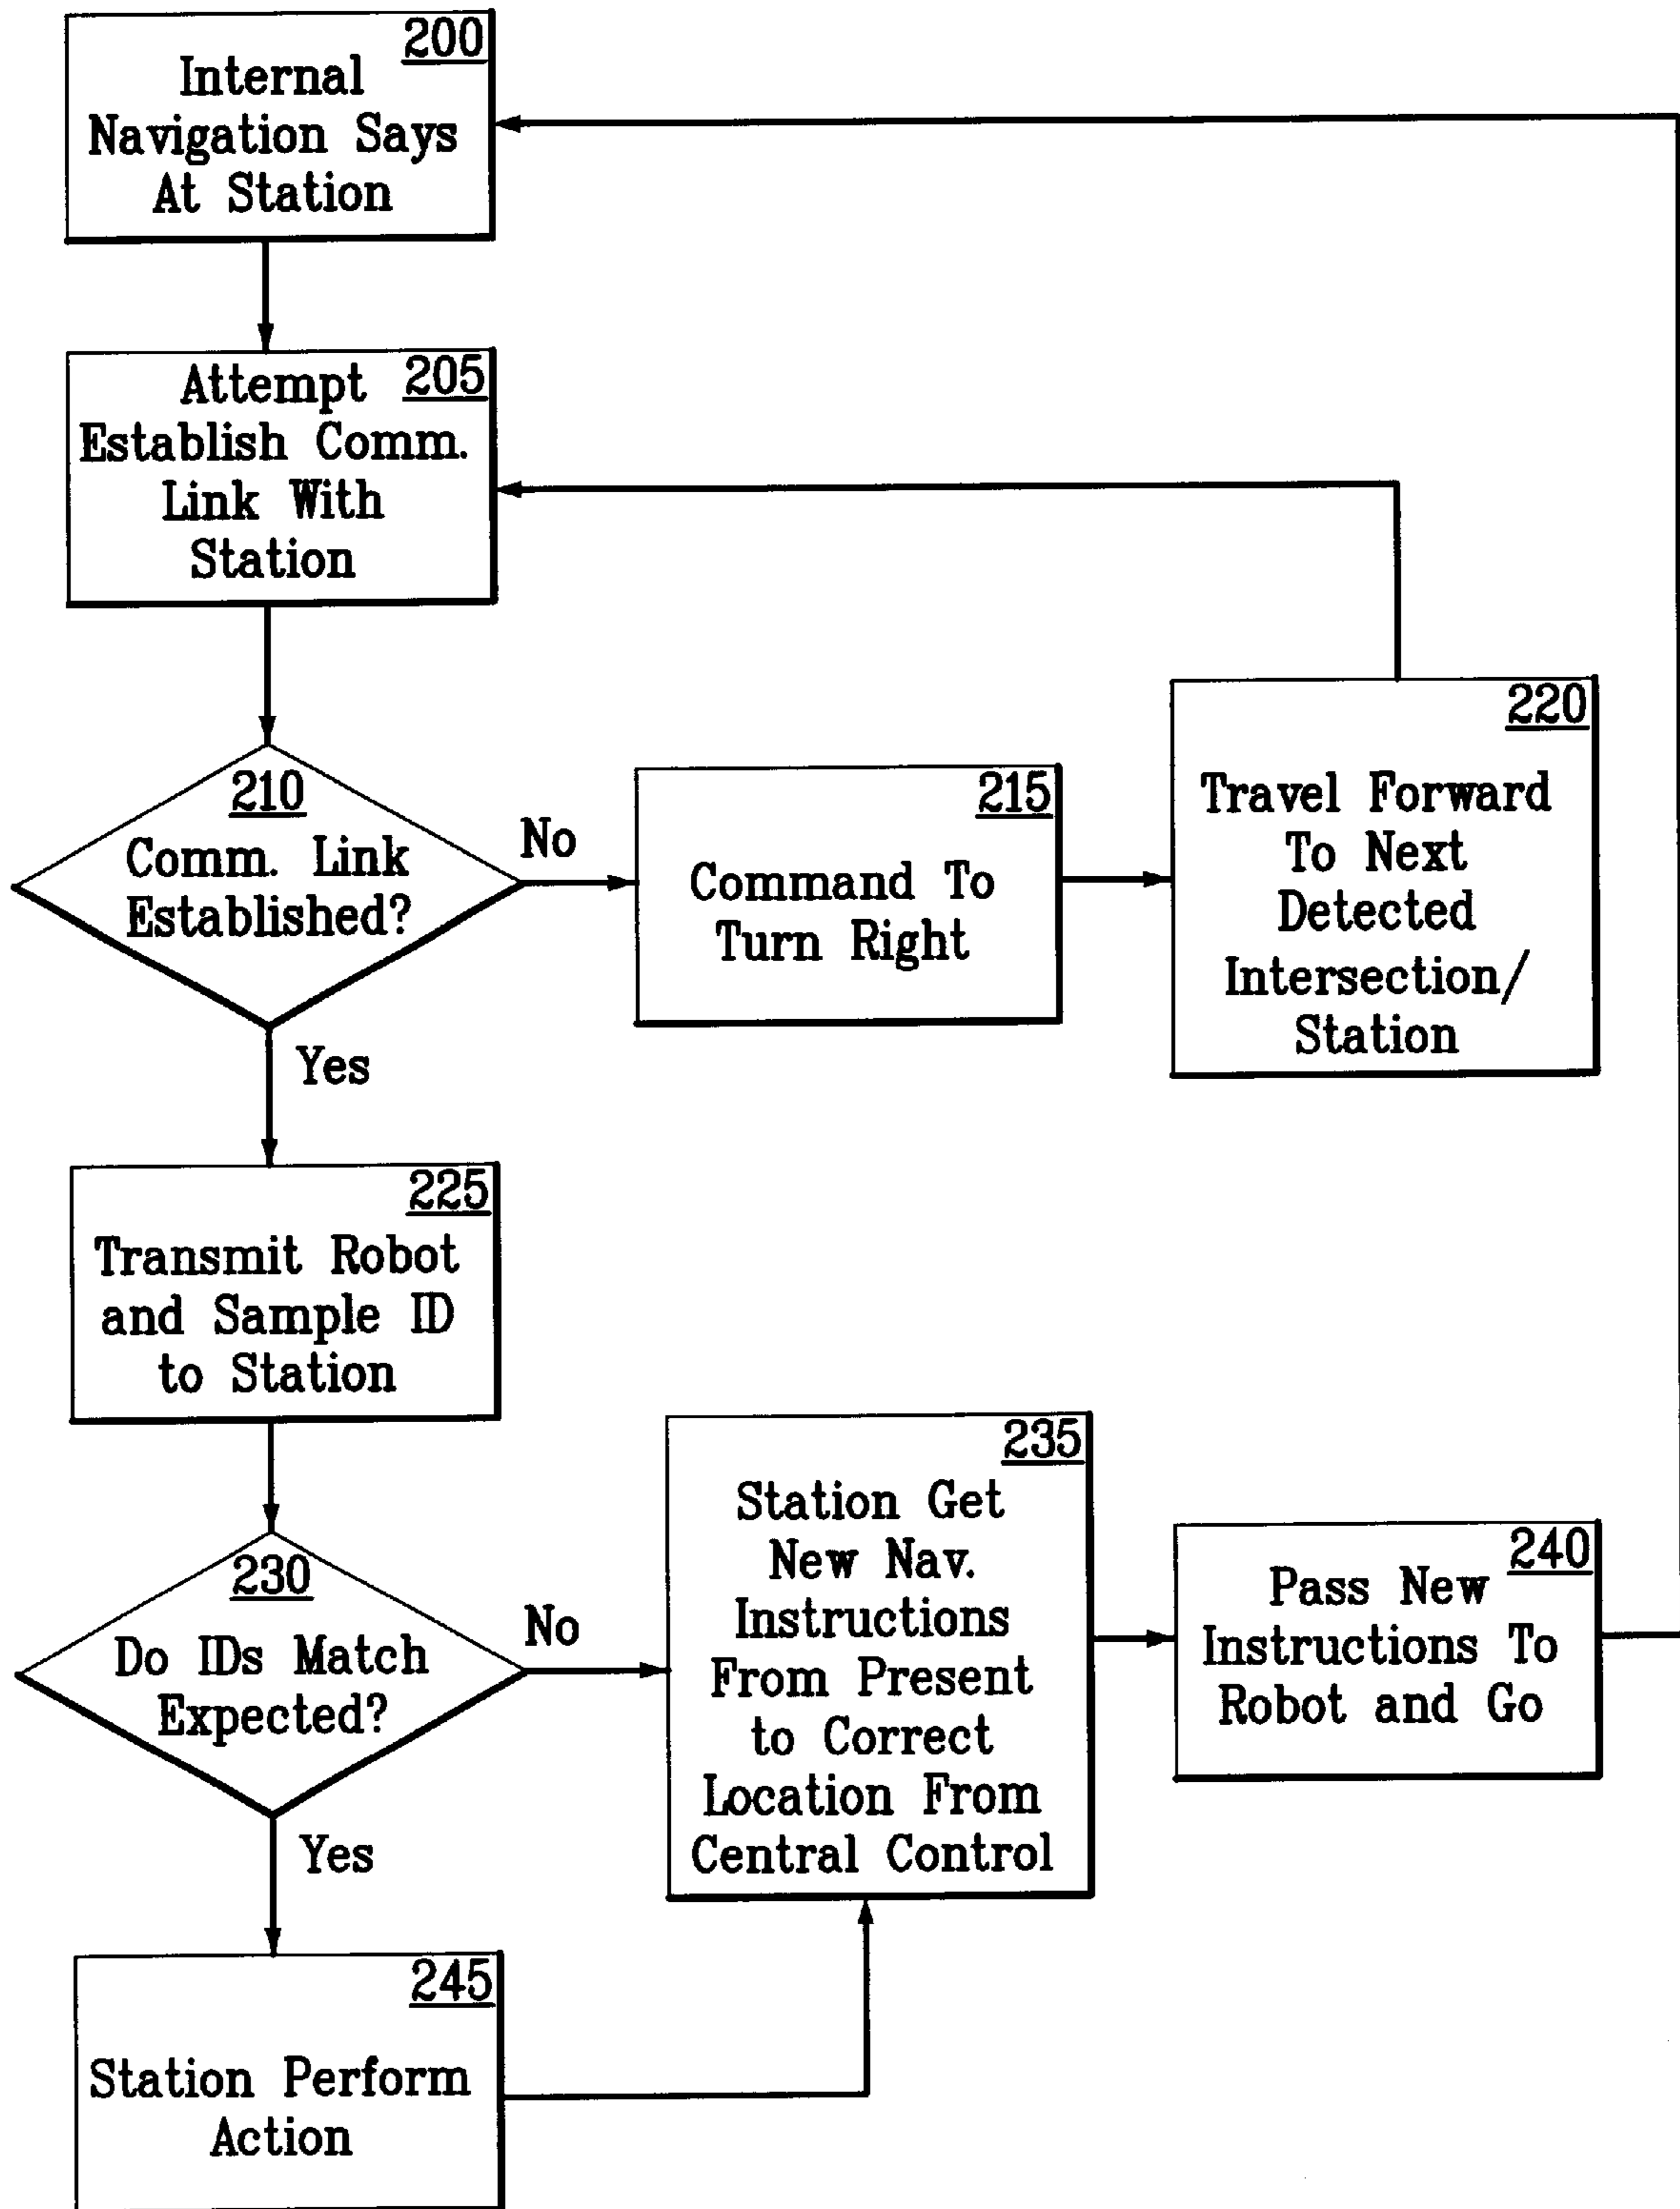 200
Internal
Navigation Says
At Station
205
Attempt
Establish Comm.
Link With
Station
210
Comm. Link
Established?
No
Yes
215
Command To
Turn Right
220
Travel Forward
To Next
Detected
Intersection/
Station
225
Transmit Robot
and Sample ID
to Station
230
Do IDs Match
Expected?
No
Yes
235
Station Get
New Nav.
Instructions
From Present
to Correct
Location From
Central Control
240
Pass New
Instructions To
Robot and Go
245
Station Perform
Action